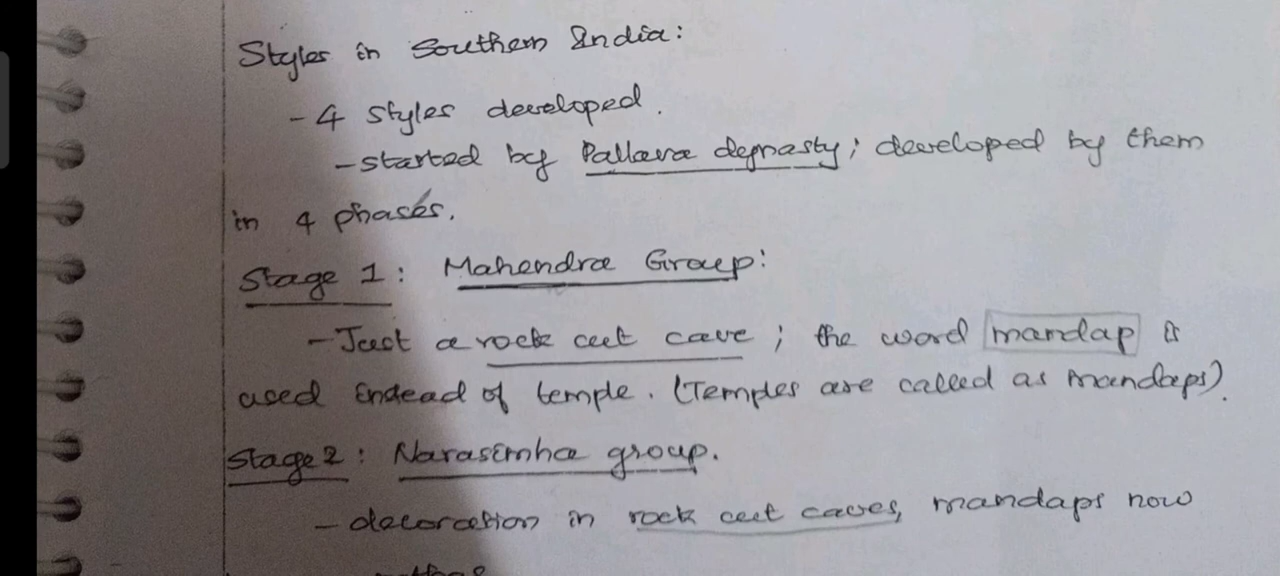 Styles in Southern India:
- 4 styles developed.
- started by Pallava dynasty; developed by them
in 4 phases.
Stage 1: Mahendra Group:
- Just a rock cut cave; the word mandap is
used instead of temple. (Temples are called as mandaps).
Stage 2: Narasimha group.
- decoration in rock cut caves, mandaps now